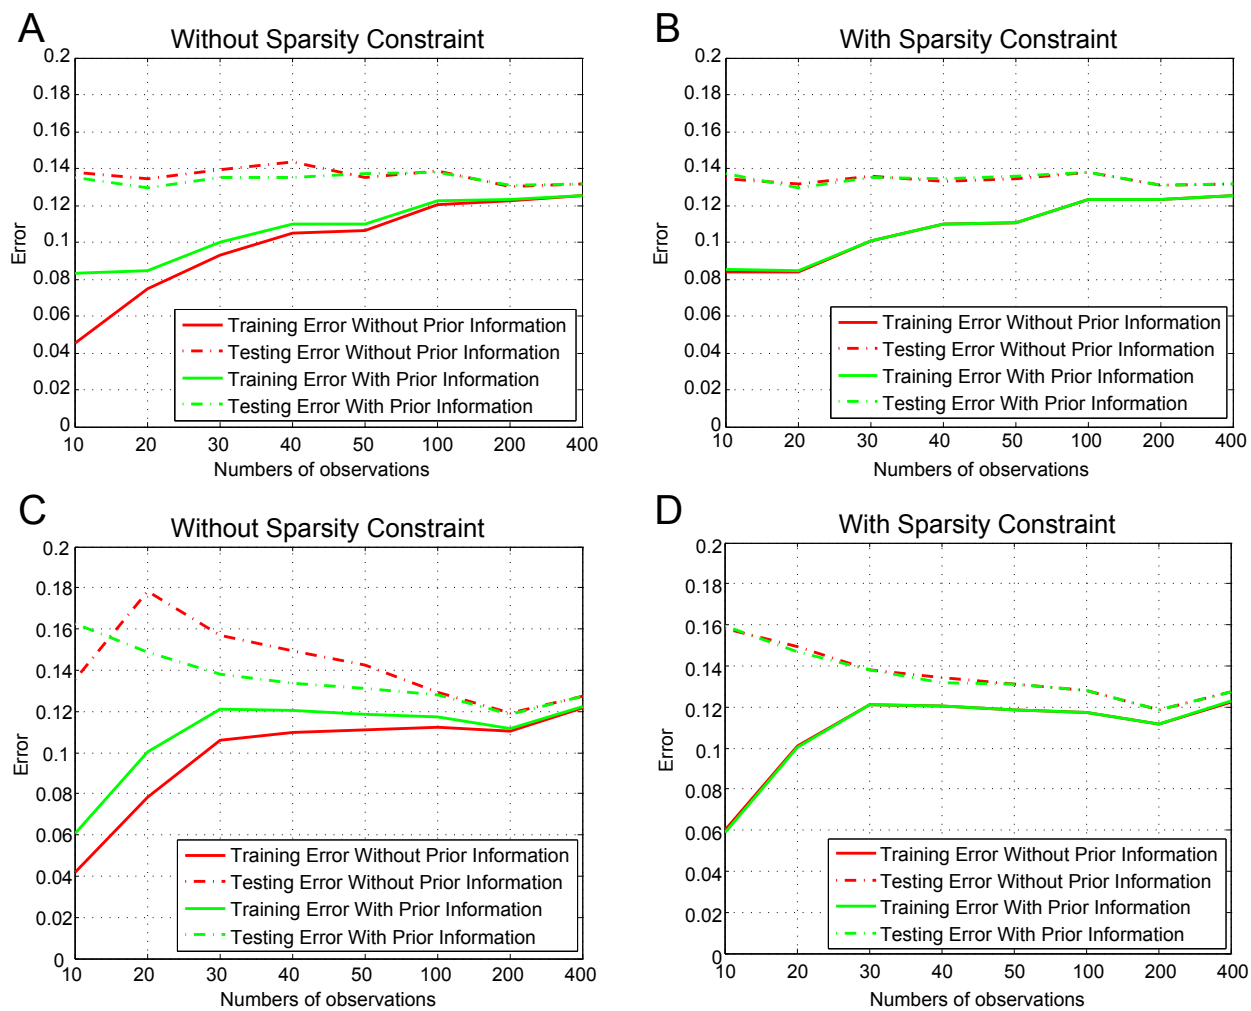 A
Without Sparsity Constraint
0.2
0.18
0.16
0.14
0.12
0.1
0.08
0.06
0.04
0.02
0
Error
10 20 30 40 50 100 200 400
Numbers of observations
Training Error Without Prior Information
Testing Error Without Prior Information
Training Error With Prior Information
Testing Error With Prior Information
B
With Sparsity Constraint
0.2
0.18
0.16
0.14
0.12
0.1
0.08
0.06
0.04
0.02
0
Error
10 20 30 40 50 100 200 400
Numbers of observations
Training Error Without Prior Information
Testing Error Without Prior Information
Training Error With Prior Information
Testing Error With Prior Information
C
Without Sparsity Constraint
0.2
0.18
0.16
0.14
0.12
0.1
0.08
0.06
0.04
0.02
0
Error
10 20 30 40 50 100 200 400
Numbers of observations
Training Error Without Prior Information
Testing Error Without Prior Information
Training Error With Prior Information
Testing Error With Prior Information
D
With Sparsity Constraint
0.2
0.18
0.16
0.14
0.12
0.1
0.08
0.06
0.04
0.02
0
Error
10 20 30 40 50 100 200 400
Numbers of observations
Training Error Without Prior Information
Testing Error Without Prior Information
Training Error With Prior Information
Testing Error With Prior Information